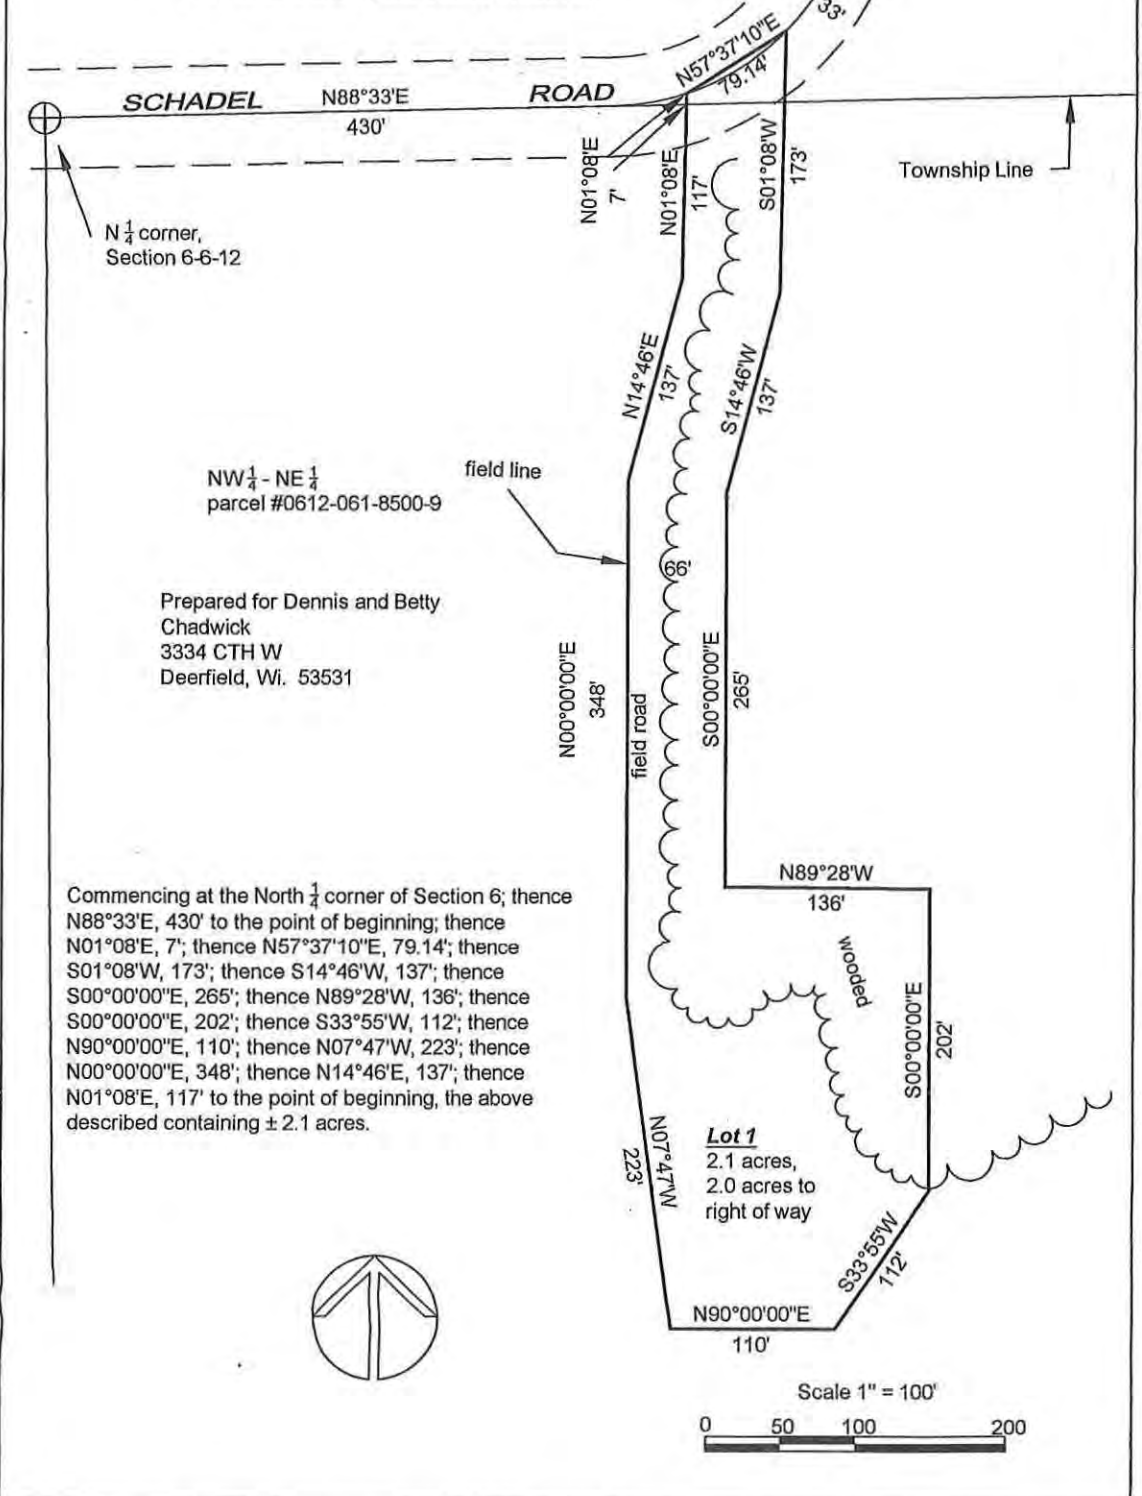 33'
N57°37'10"E
79.14'
SCHADEL ROAD
N88°33'E
430'
N01°08'E
7'
N01°08'E
117'
S01°08'W
173'
Township Line
N 1/4 corner,
Section 6-6-12
N14°46'E
137'
S14°46'W
137'
NW 1/4 - NE 1/4
parcel #0612-061-8500-9
field line
66'
Prepared for Dennis and Betty
Chadwick
3334 CTH W
Deerfield, Wi. 53531
N00°00'00"E
348'
field road
S00°00'00"E
265'
N89°28'W
136'
wooded
S00°00'00"E
202'
Commencing at the North 1/4 corner of Section 6; thence
N88°33'E, 430' to the point of beginning; thence
N01°08'E, 7'; thence N57°37'10"E, 79.14'; thence
S01°08'W, 173'; thence S14°46'W, 137'; thence
S00°00'00"E, 265'; thence N89°28'W, 136'; thence
S00°00'00"E, 202'; thence S33°55'W, 112'; thence
N90°00'00"E, 110'; thence N07°47'W, 223'; thence
N00°00'00"E, 348'; thence N14°46'E, 137'; thence
N01°08'E, 117' to the point of beginning, the above
described containing ± 2.1 acres.
N07°47'W
223'
Lot 1
2.1 acres,
2.0 acres to
right of way
S33°55'W
112'
N90°00'00"E
110'
Scale 1" = 100'
0 50 100 200